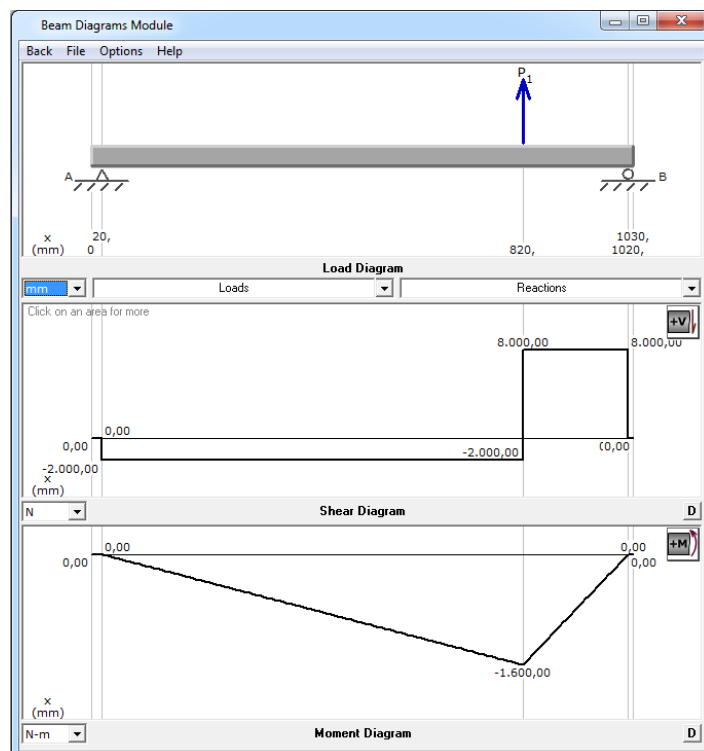 Beam Diagrams Module
Back File Options Help
P1
A B
x 20, 1030,
(mm) 0 820, 1020,
Load Diagram
mm Loads Reactions
Click on an area for more
+V
8.000,00 8.000,00
0,00
0,00 -2.000,00 (0,00
-2.000,00
x
(mm)
N Shear Diagram D
+M
0,00 0,00
0,00 0,00
-1.600,00
x
(mm)
N-m Moment Diagram D